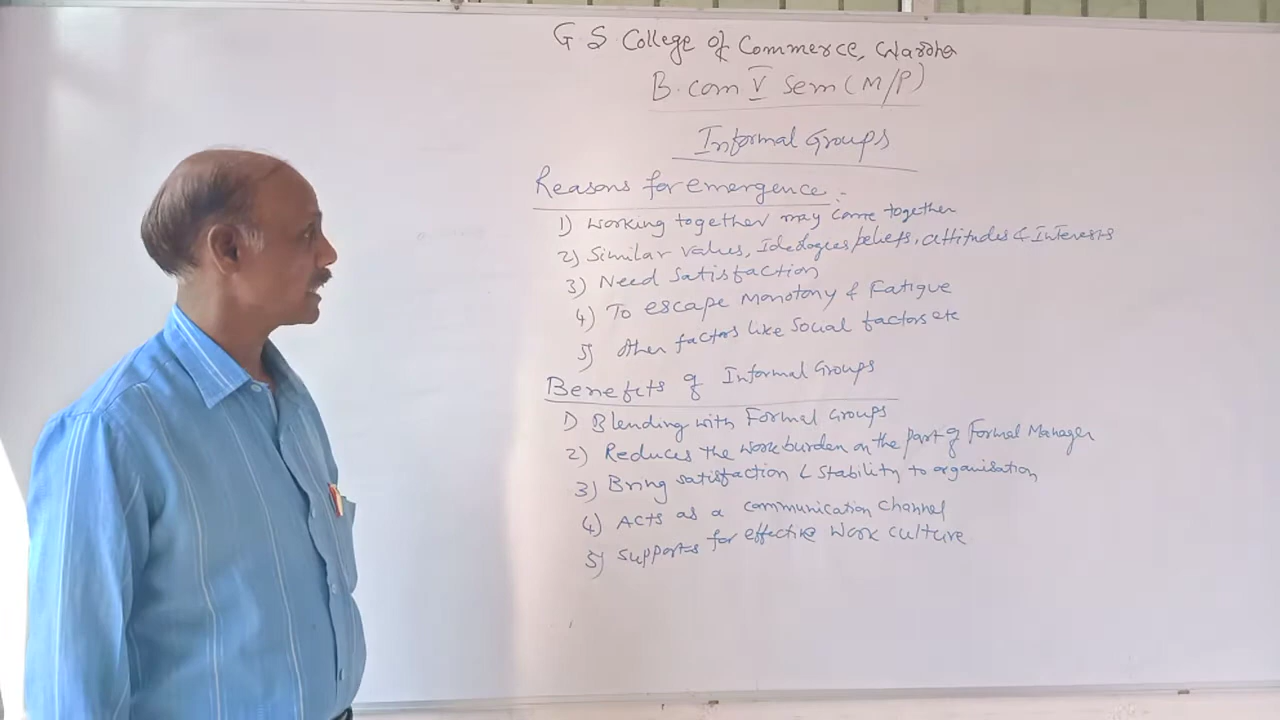 G S College of Commerce, Wardha
B.com V Sem (M/P)
Informal Groups
Reasons for emergence :-
1) Working together may come together
2) Similar values, Ideologies, beliefs, attitudes & Interests
3) Need Satisfaction
4) To escape Monotony & Fatigue
5) Other factors like Social factors etc
Benefits of Informal Groups
1) Blending with Formal Groups
2) Reduces the work burden on the part of Formal Manager
3) Bring satisfaction & stability to organisation
4) Acts as a communication channel
5) Supports for effective Work culture